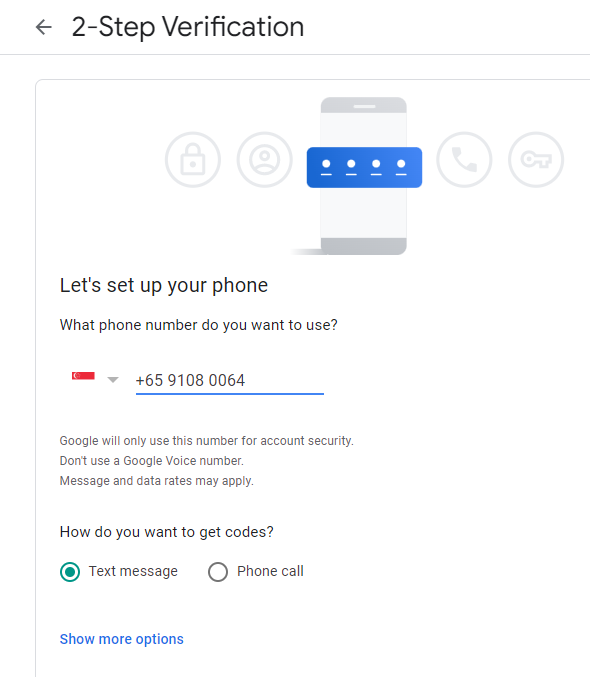 2-Step Verification
Let's set up your phone
What phone number do you want to use?
+65 9108 0064
Google will only use this number for account security.
Don't use a Google Voice number.
Message and data rates may apply.
How do you want to get codes?
Text message Phone call
Show more options